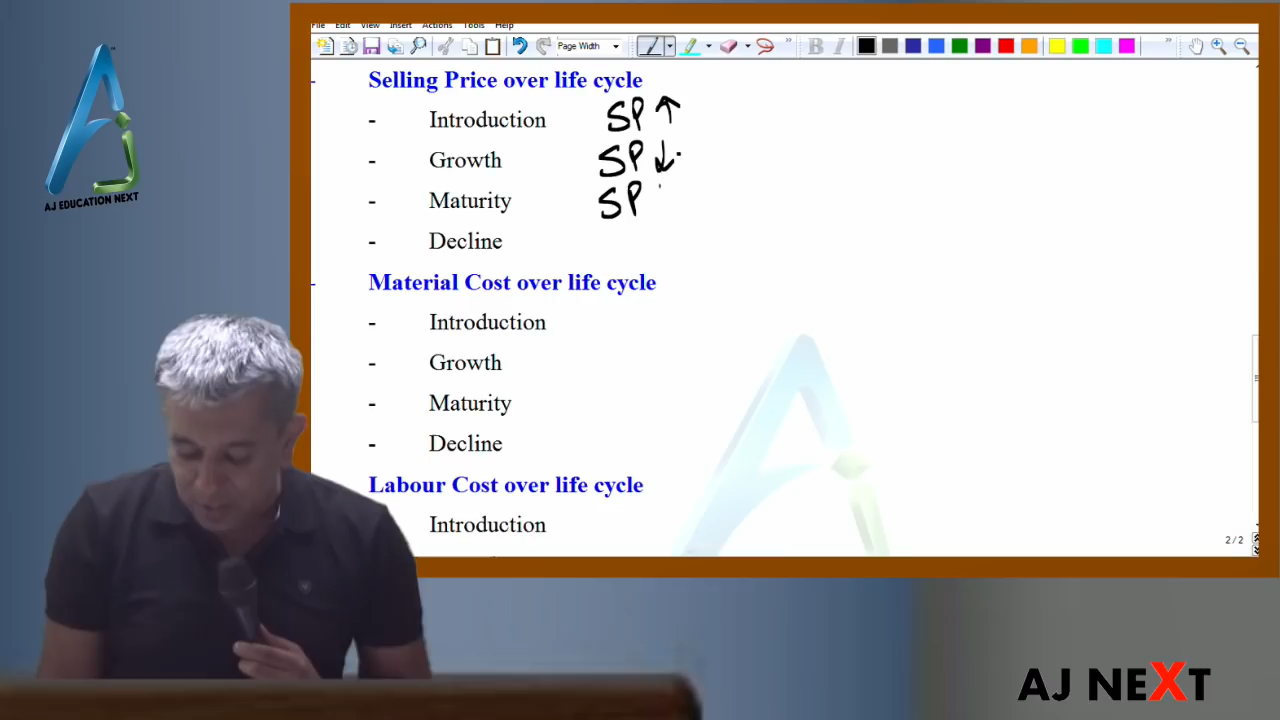 File Edit View Insert Actions Tools Help
Page Width
B I
AJ EDUCATION NEXT
- Selling Price over life cycle
- Introduction SP ↑
- Growth SP ↓
- Maturity SP
- Decline
- Material Cost over life cycle
- Introduction
- Growth
- Maturity
- Decline
Labour Cost over life cycle
Introduction
2 / 2
AJ NEXT